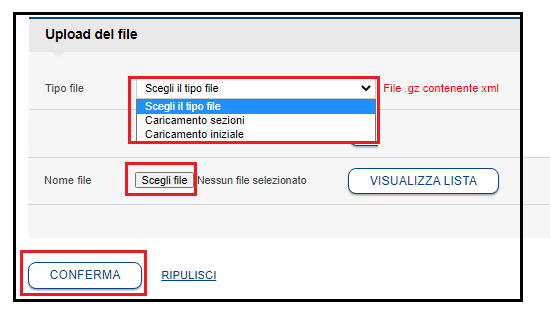 Upload del file
Tipo file Scegli il tipo file File .gz contenente xml
Scegli il tipo file
Caricamento sezioni
Caricamento iniziale
Nome file Scegli file Nessun file selezionato VISUALIZZA LISTA
CONFERMA RIPULISCI